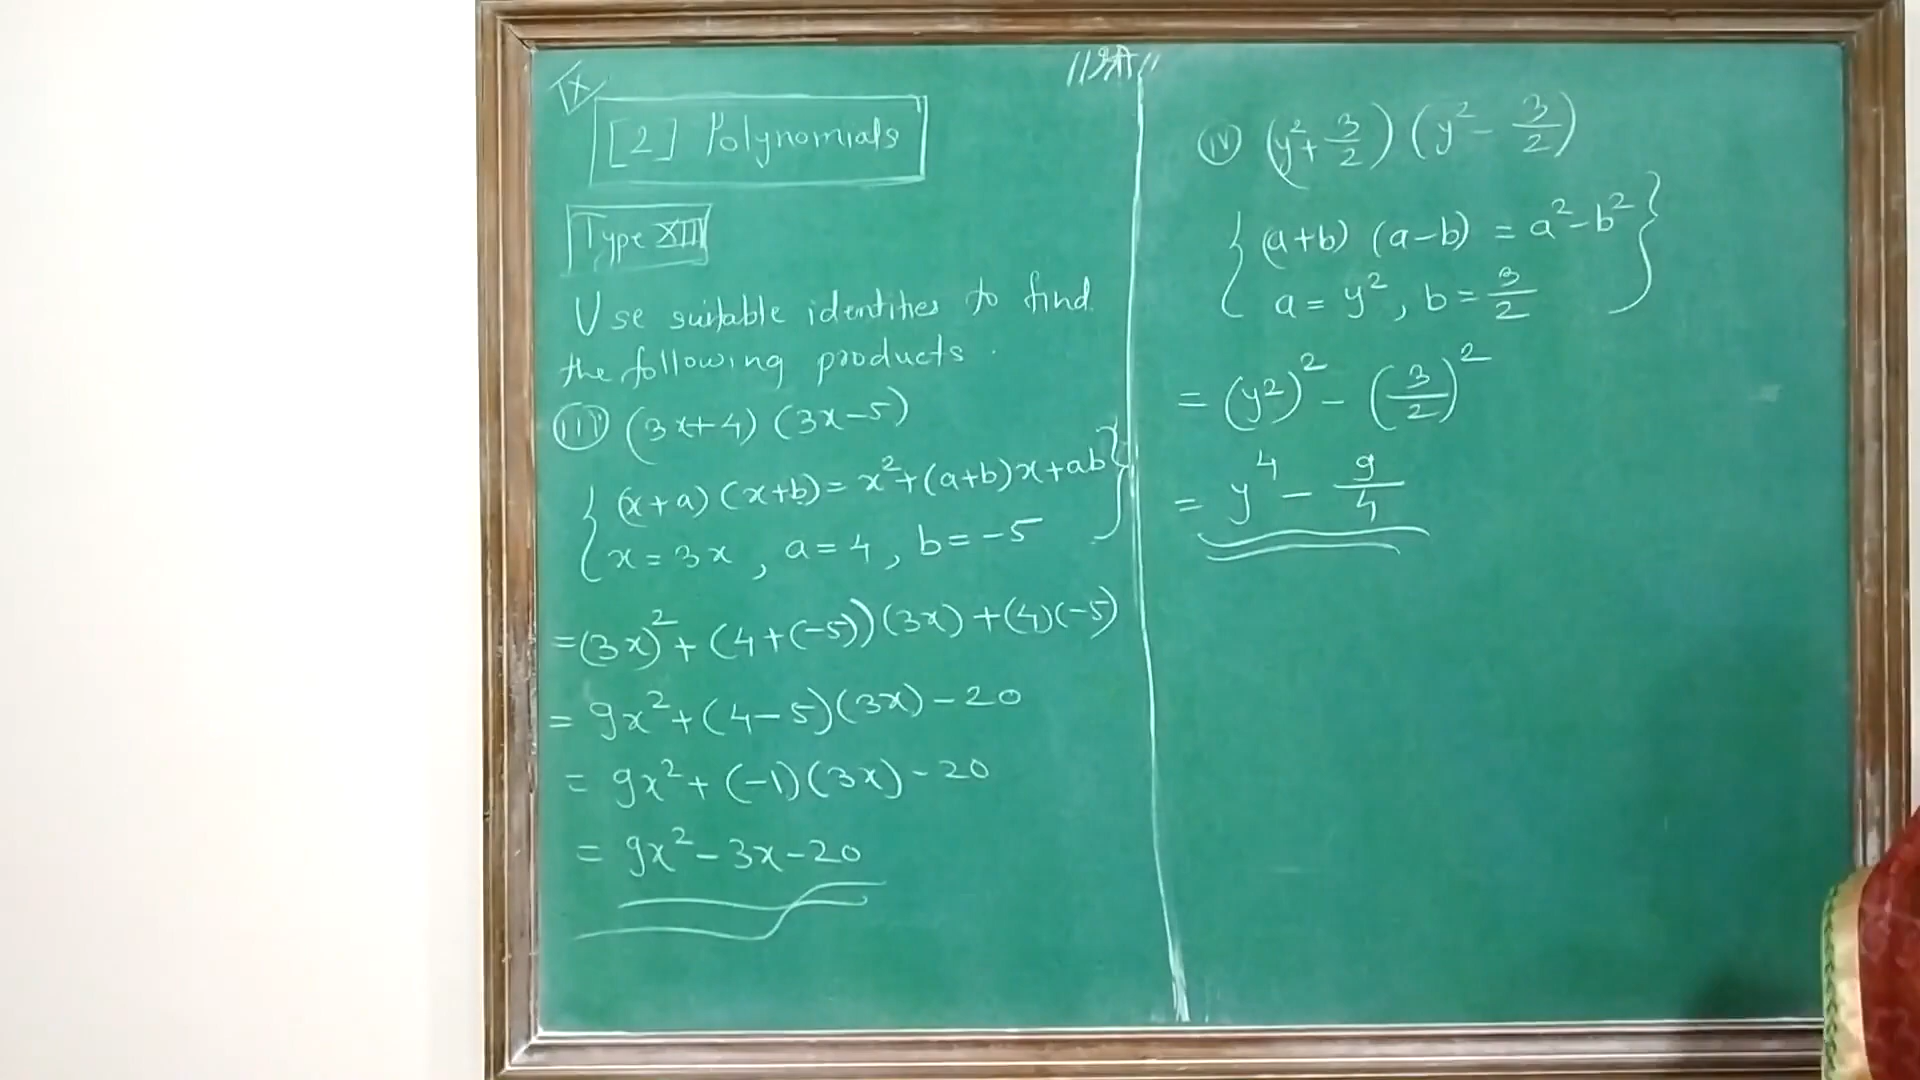 IX
[2] Polynomials
Type XII
Use suitable identities to find
the following products.
(III) (3x+4) (3x-5)
{ (x+a) (x+b) = x²+(a+b)x+ab }
{ x = 3x, a = 4, b = -5 }
=(3x)²+(4+(-5))(3x)+(4)(-5)
= 9x²+(4-5)(3x)-20
= 9x²+(-1)(3x)-20
= 9x²-3x-20
(IV) (y²+3/2) (y²-3/2)
{ (a+b) (a-b) = a²-b² }
{ a = y², b = 3/2 }
= (y²)² - (3/2)²
= y⁴ - 9/4